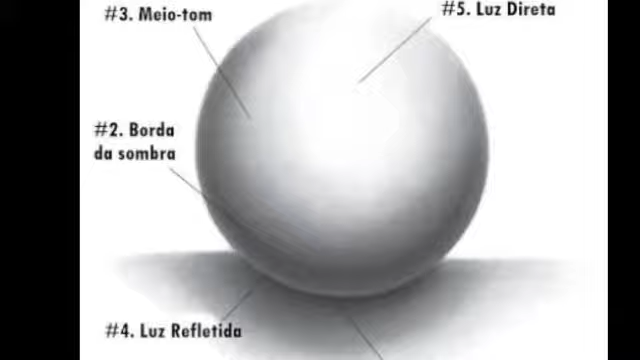 #3. Meio-tom
#5. Luz Direta
#2. Borda
da sombra
#4. Luz Refletida